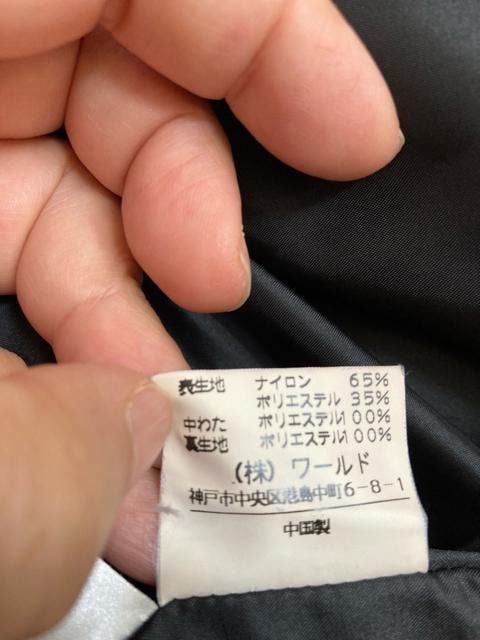 表生地 ナイロン 65%
ポリエステル 35%
中わた ポリエステル100%
裏生地 ポリエステル100%
(株) ワールド
神戸市中央区港島中町6-8-1
中国製